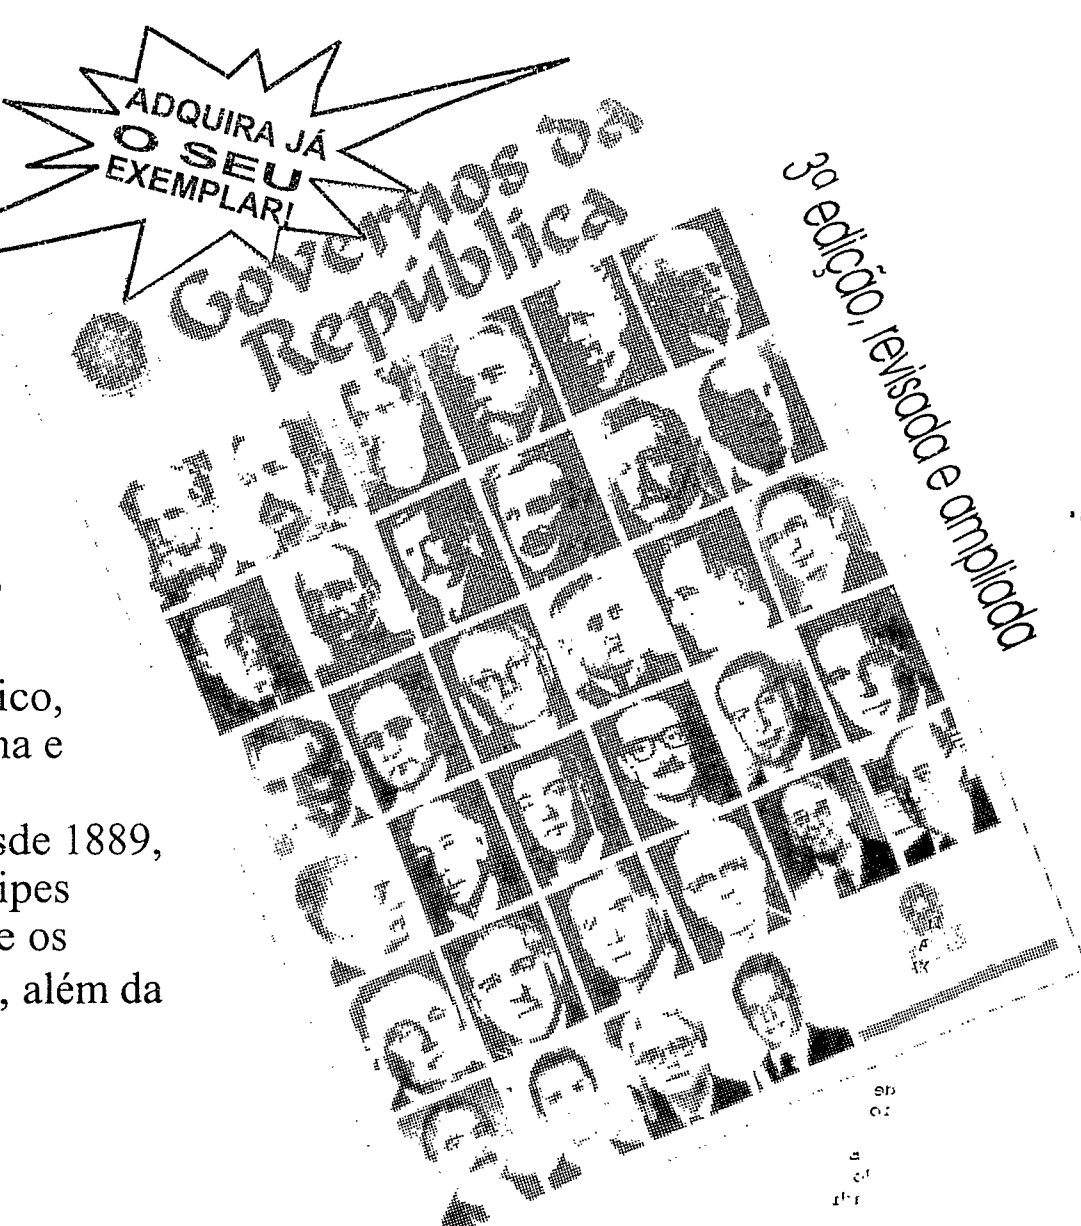 ADQUIRA JÁ
O SEU
EXEMPLAR!
Governos da
República
3ª edição, revisada e ampliada
ico,
na e
sde 1889,
ipes
e os
, além da